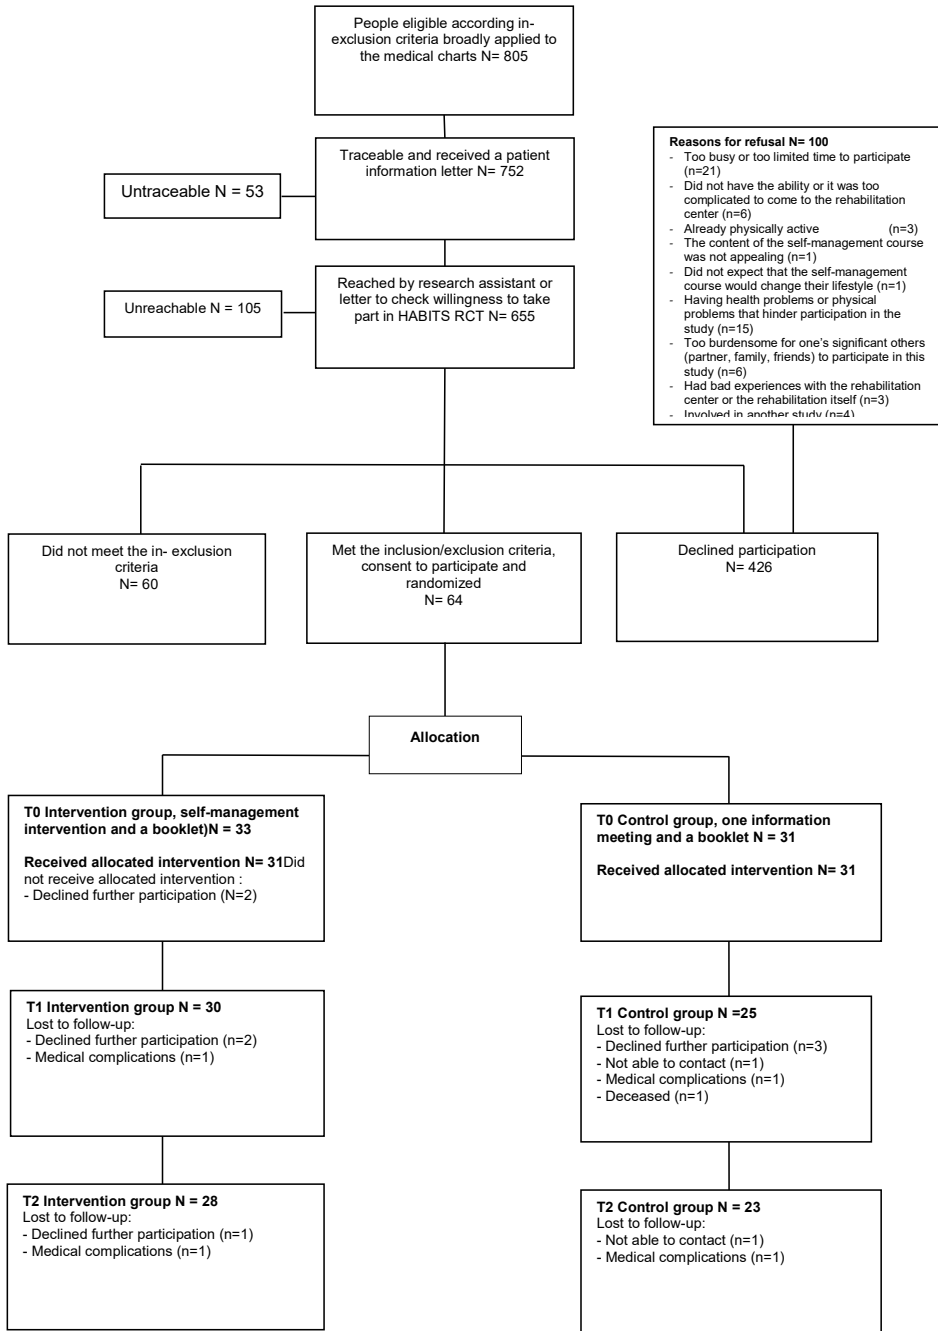 People eligible according in-
exclusion criteria broadly applied to
the medical charts N= 805
Traceable and received a patient
information letter N= 752
Untraceable N = 53
Reached by research assistant or
letter to check willingness to take
part in HABITS RCT N= 655
Unreachable N = 105
Reasons for refusal N= 100
- Too busy or too limited time to participate
(n=21)
- Did not have the ability or it was too
complicated to come to the rehabilitation
center (n=6)
- Already physically active (n=3)
- The content of the self-management course
was not appealing (n=1)
- Did not expect that the self-management
course would change their lifestyle (n=1)
- Having health problems or physical
problems that hinder participation in the
study (n=15)
- Too burdensome for one's significant others
(partner, family, friends) to participate in this
study (n=6)
- Had bad experiences with the rehabilitation
center or the rehabilitation itself (n=3)
- Involved in another study (n=4)
Did not meet the in- exclusion
criteria
N= 60
Met the inclusion/exclusion criteria,
consent to participate and
randomized
N= 64
Declined participation
N= 426
Allocation
T0 Intervention group, self-management
intervention and a booklet)N = 33
Received allocated intervention N= 31Did
not receive allocated intervention :
- Declined further participation (N=2)
T0 Control group, one information
meeting and a booklet N = 31
Received allocated intervention N= 31
T1 Intervention group N = 30
Lost to follow-up:
- Declined further participation (n=2)
- Medical complications (n=1)
T1 Control group N =25
Lost to follow-up:
- Declined further participation (n=3)
- Not able to contact (n=1)
- Medical complications (n=1)
- Deceased (n=1)
T2 Intervention group N = 28
Lost to follow-up:
- Declined further participation (n=1)
- Medical complications (n=1)
T2 Control group N = 23
Lost to follow-up:
- Not able to contact (n=1)
- Medical complications (n=1)